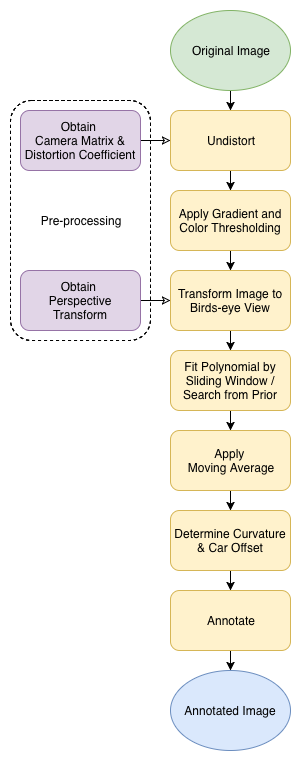 Original Image
Obtain
Camera Matrix &
Distortion Coefficient
Undistort
Pre-processing
Apply Gradient and
Color Thresholding
Obtain
Perspective
Transform
Transform Image to
Birds-eye View
Fit Polynomial by
Sliding Window /
Search from Prior
Apply
Moving Average
Determine Curvature
& Car Offset
Annotate
Annotated Image